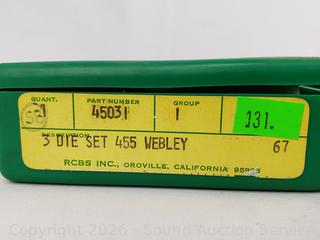 QUANT. PART NUMBER GROUP
45031 1 131.
DESCRIPTION
3 DIE SET 455 WEBLEY 67
RCBS INC., OROVILLE, CALIFORNIA
Copyright © 2026 - Sound Auction Service